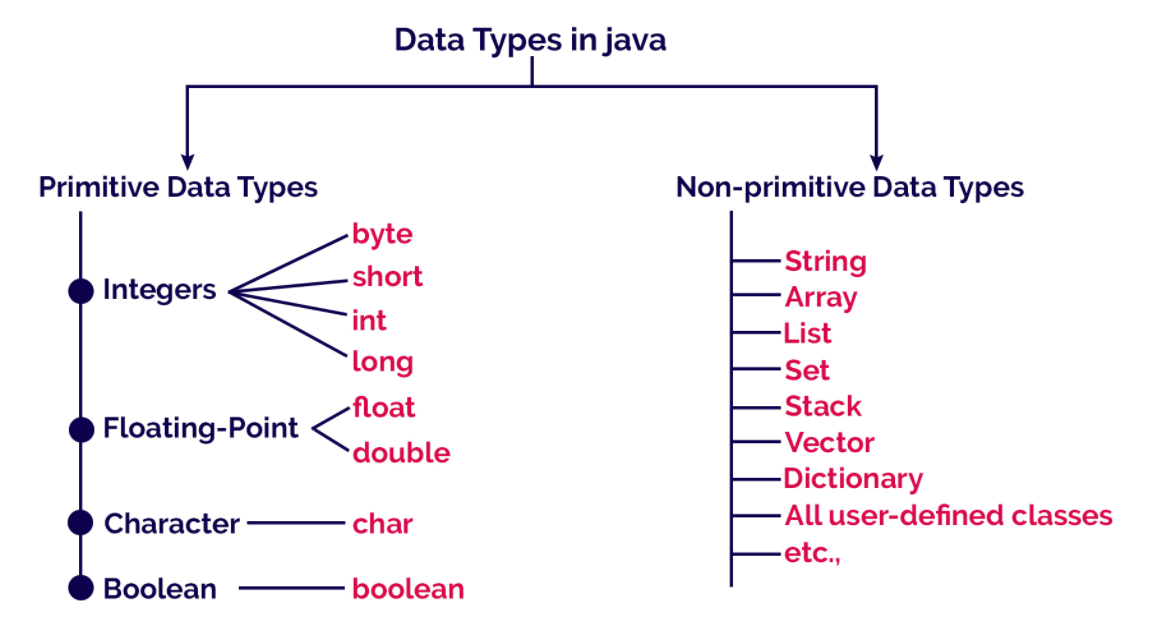 Data Types in java
Primitive Data Types
Integers
byte
short
int
long
Floating-Point
float
double
Character
char
Boolean
boolean
Non-primitive Data Types
String
Array
List
Set
Stack
Vector
Dictionary
All user-defined classes
etc.,